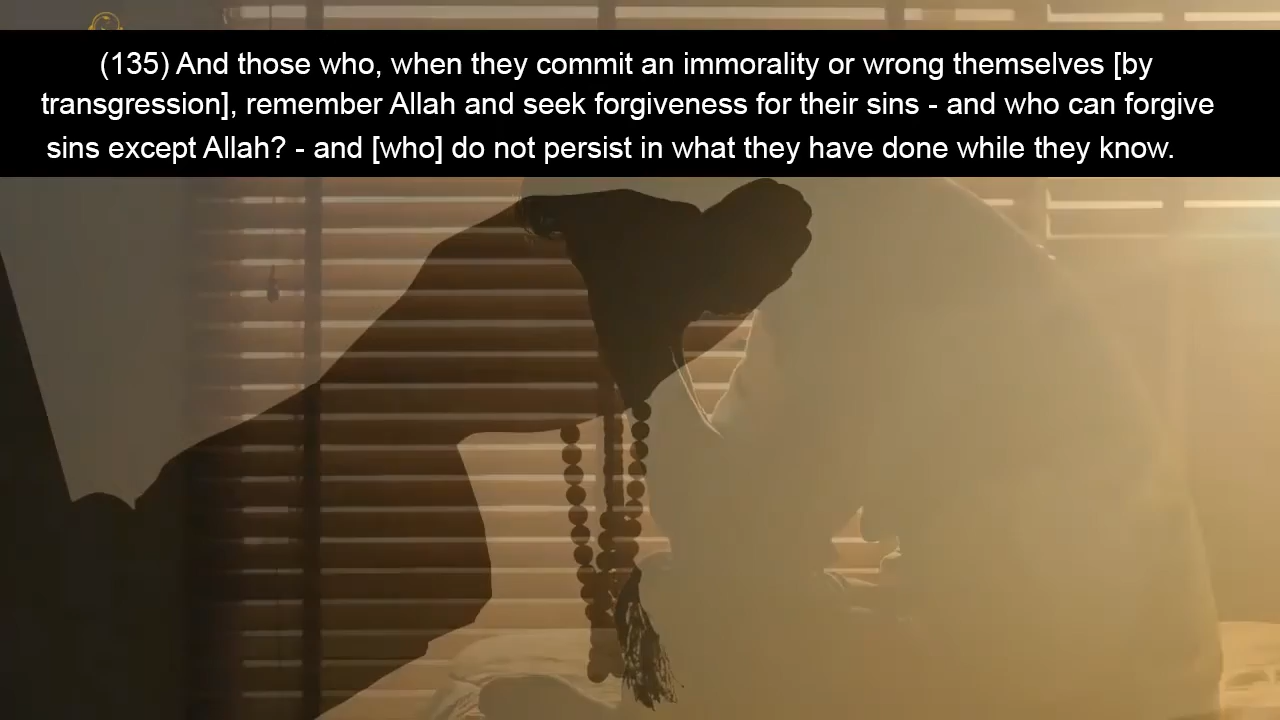 (135) And those who, when they commit an immorality or wrong themselves [by
transgression], remember Allah and seek forgiveness for their sins - and who can forgive
sins except Allah? - and [who] do not persist in what they have done while they know.